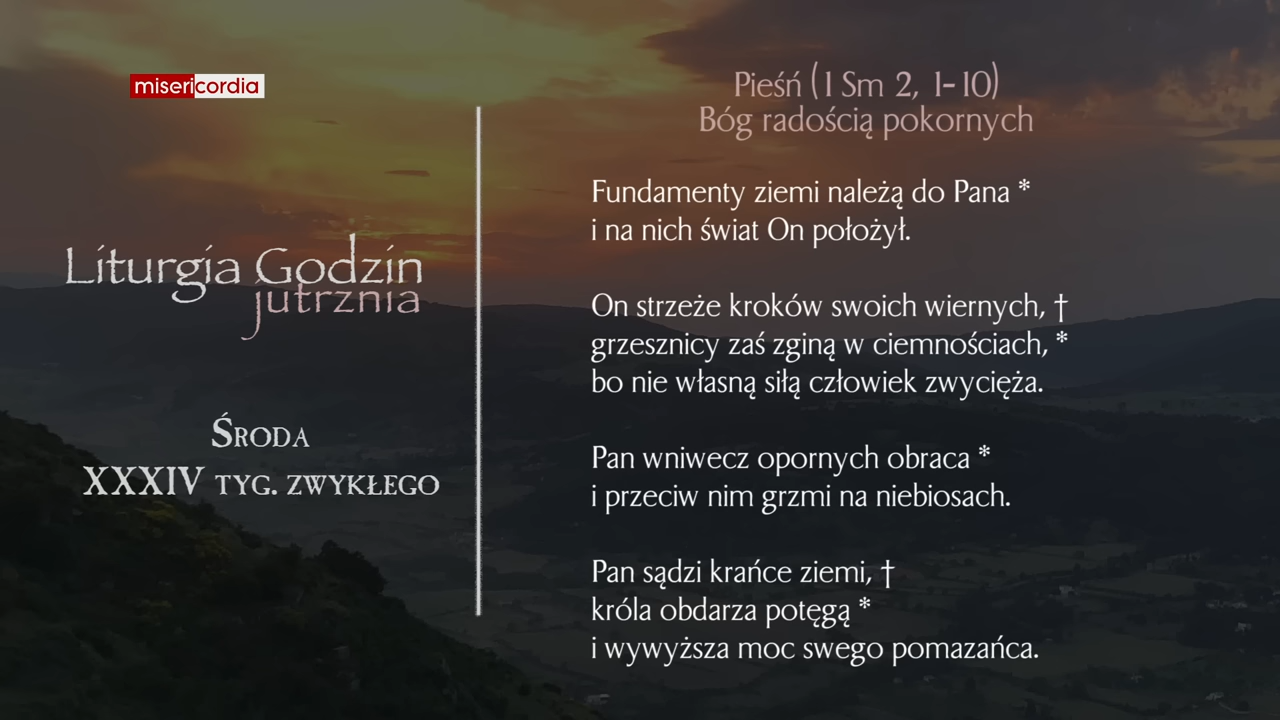 misericordia
Liturgia Godzin
jutrznia
Środa
XXXIV tyg. zwykłego
Pieśń (1 Sm 2, 1-10)
Bóg radością pokornych
Fundamenty ziemi należą do Pana *
i na nich świat On położył.
On strzeże kroków swoich wiernych, †
grzesznicy zaś zginą w ciemnościach, *
bo nie własną siłą człowiek zwycięża.
Pan wniwecz opornych obraca *
i przeciw nim grzmi na niebiosach.
Pan sądzi krańce ziemi, †
króla obdarza potęgą *
i wywyższa moc swego pomazańca.